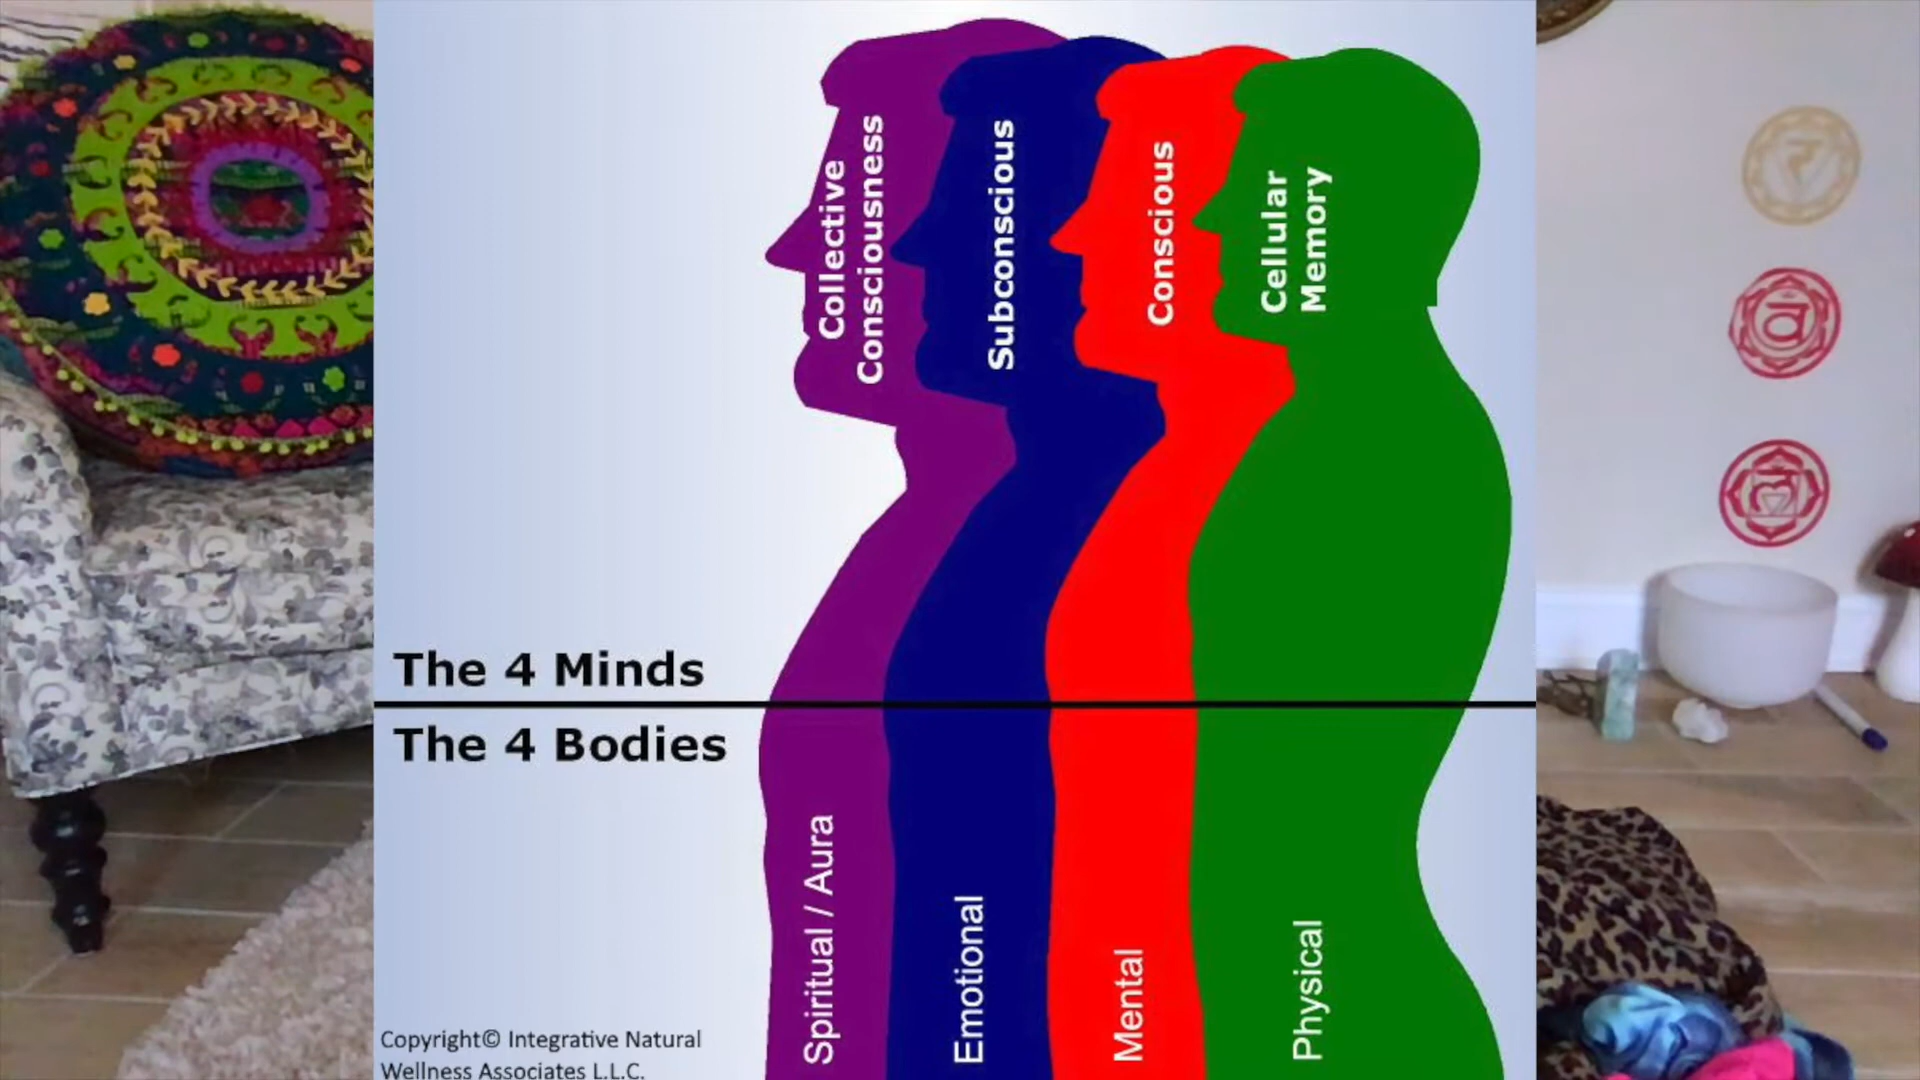 Collective
Consciousness
Subconscious
Conscious
Cellular
Memory
The 4 Minds
The 4 Bodies
Spiritual / Aura
Emotional
Mental
Physical
Copyright© Integrative Natural
Wellness Associates L.L.C.
रं
वं
लं